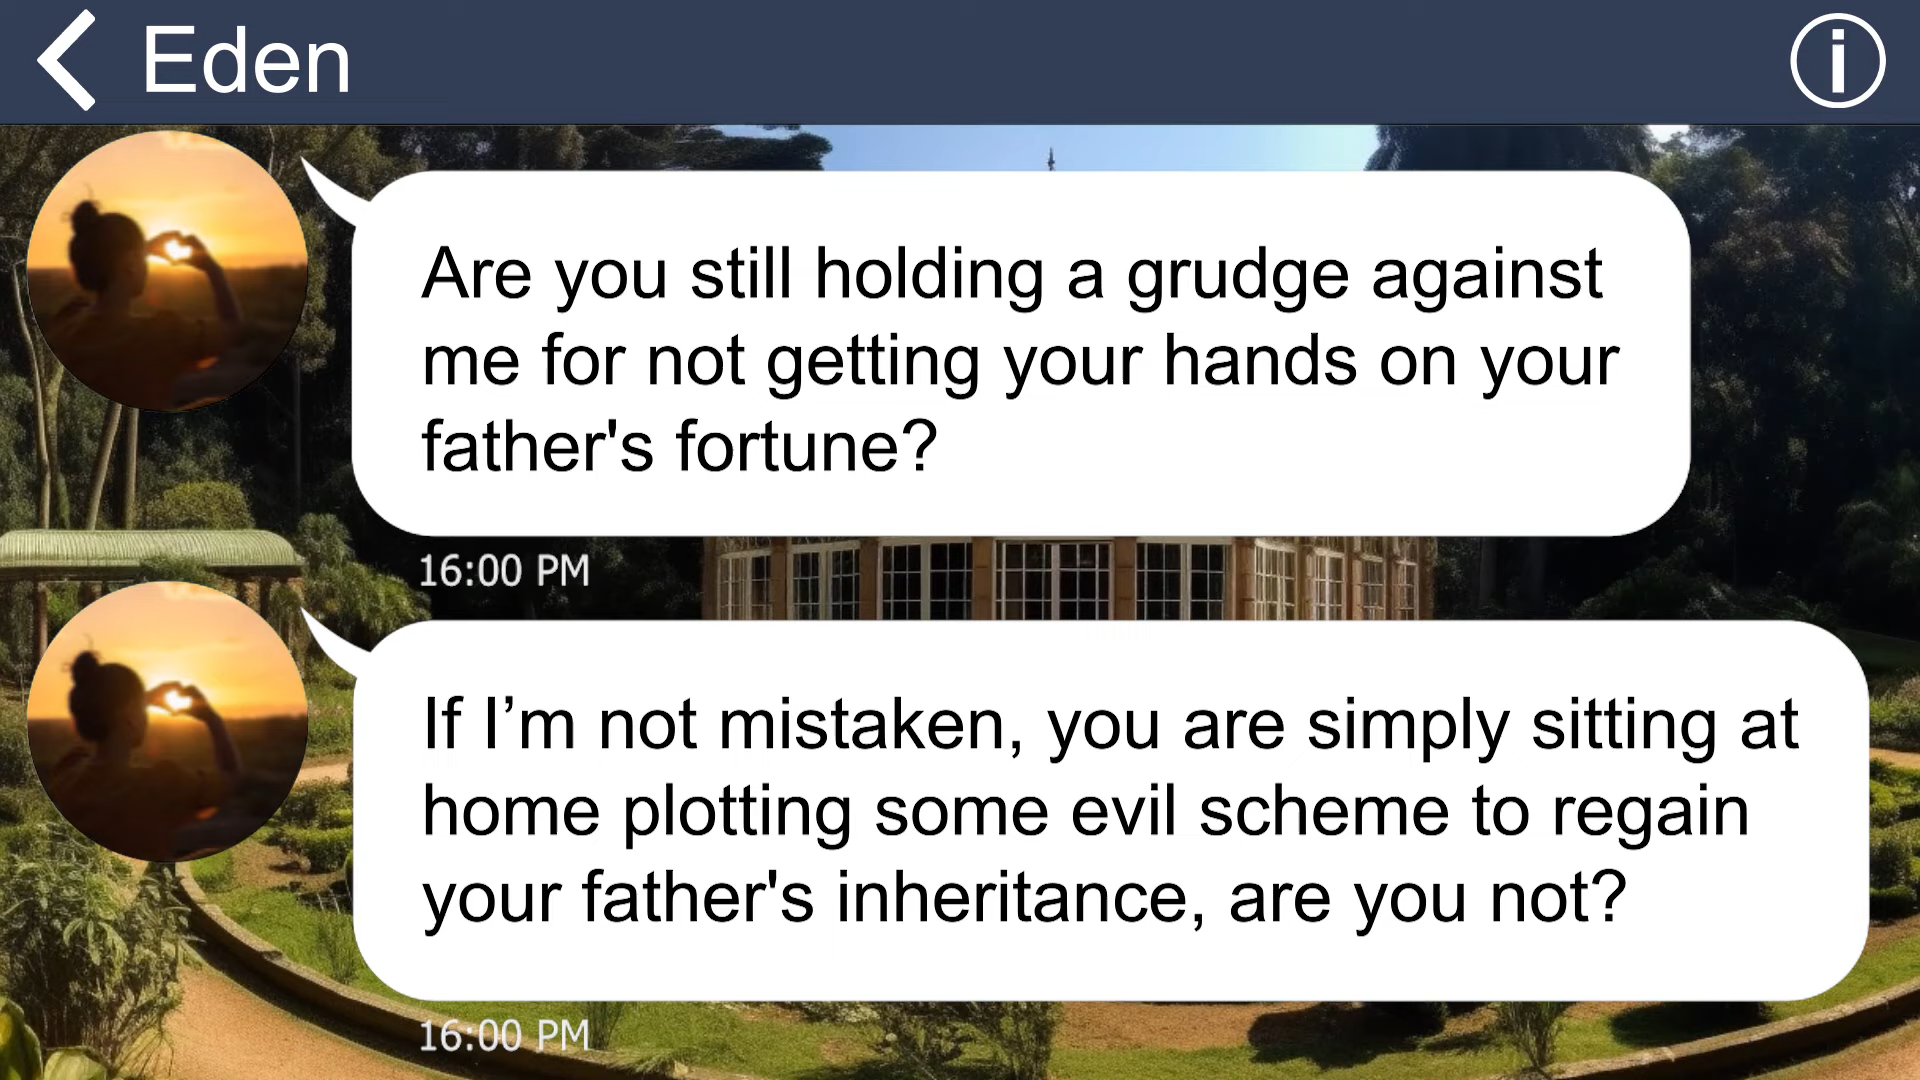 Eden
Are you still holding a grudge against
me for not getting your hands on your
father's fortune?
16:00 PM
If I’m not mistaken, you are simply sitting at
home plotting some evil scheme to regain
your father's inheritance, are you not?
16:00 PM